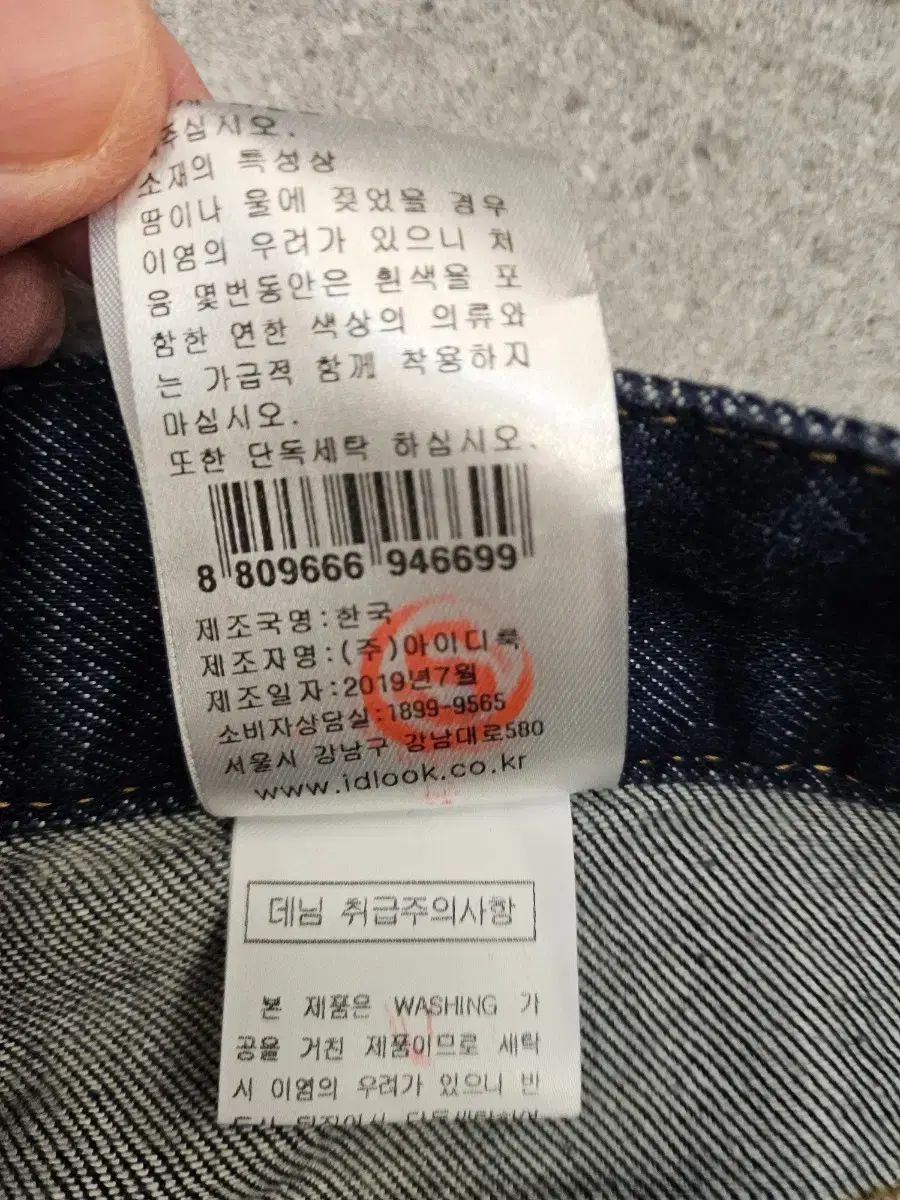 주십시오.
소재의 특성상
땀이나 물에 젖었을 경우
이염의 우려가 있으니 처
음 몇번동안은 흰색을 포
함한 연한 색상의 의류와
는 가급적 함께 착용하지
마십시오.
또한 단독세탁 하십시오.
8 809666 946699
제조국명:한국
제조자명:(주)아이디룩
제조일자:2019년7월
소비자상담실:1899-9565
서울시 강남구 강남대로580
www.idlook.co.kr
데님 취급주의사항
본 제품은 WASHING 가
공을 거친 제품이므로 세탁
시 이염의 우려가 있으니 반